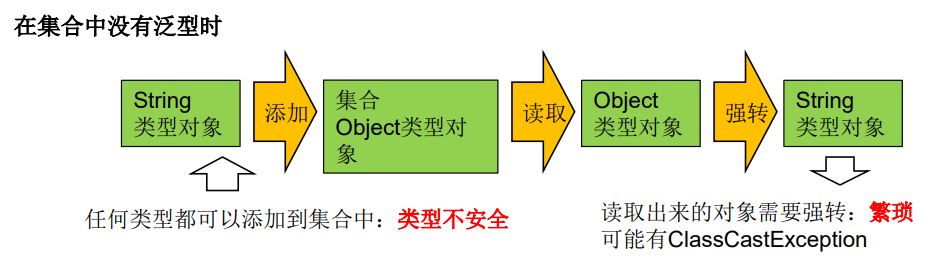 在集合中没有泛型时
String
类型对象
添加
集合
Object类型对
象
读取
Object
类型对象
强转
String
类型对象
任何类型都可以添加到集合中：类型不安全
读取出来的对象需要强转：繁琐
可能有ClassCastException